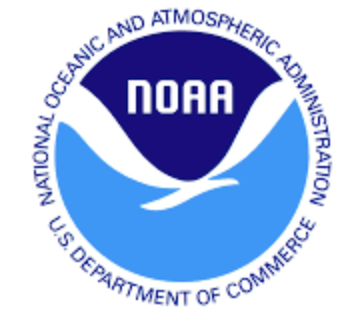 NATIONAL OCEANIC AND ATMOSPHERIC ADMINISTRATION
NOAA
U.S. DEPARTMENT OF COMMERCE